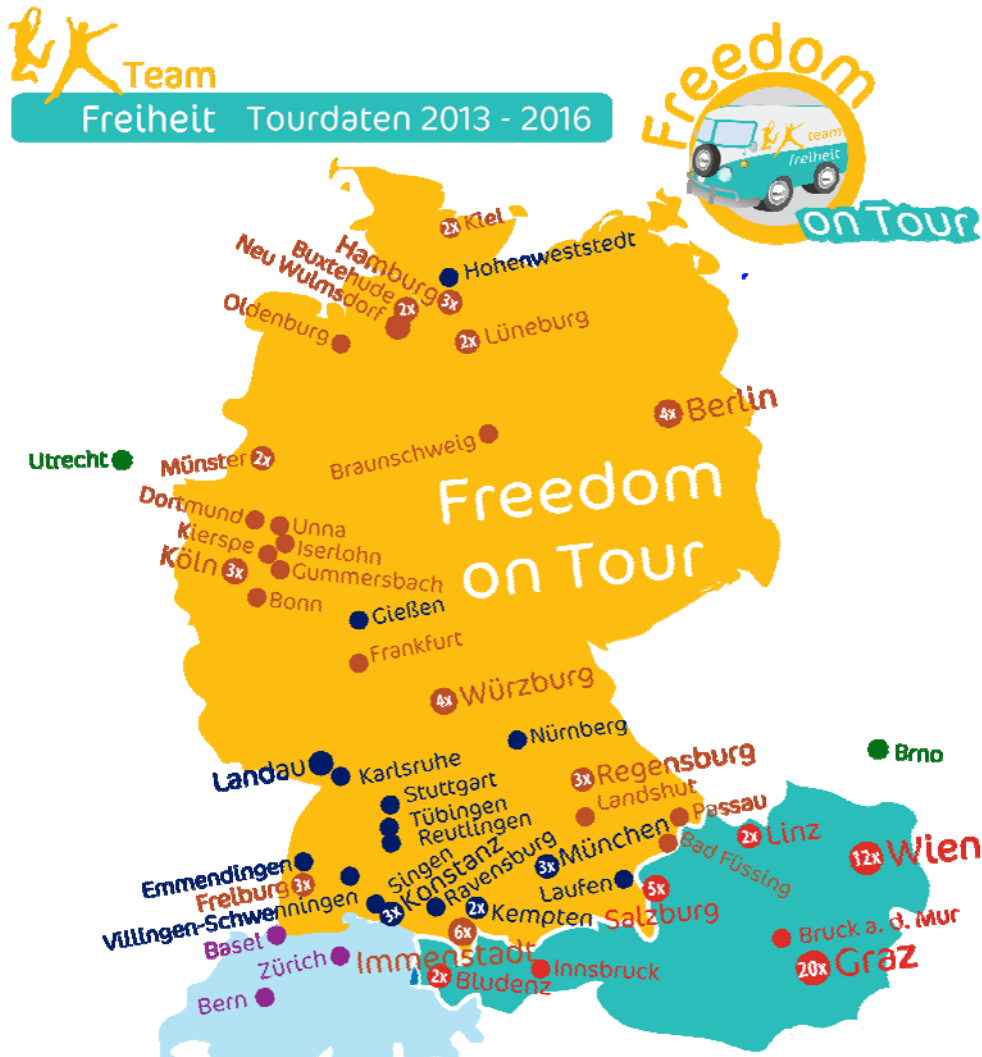 Team
Freiheit Tourdaten 2013 - 2016
Freedom
team
freiheit
on Tour
2x Kiel
Hohenweststedt
Hamburg 3x
Buxtehude 2x
Neu Wulmsdorf
Oldenburg
2x Lüneburg
4x Berlin
Braunschweig
Utrecht
Münster 2x
Freedom
on Tour
Dortmund
Unna
Kierspe
Iserlohn
Köln 3x
Gummersbach
Bonn
Gießen
Frankfurt
4x Würzburg
Nürnberg
Brno
Landau
Karlsruhe
3x Regensburg
Stuttgart
Landshut
Tübingen
Passau
Reutlingen
2x Linz
Bad Füssing
12x Wien
3x München
Emmendingen
Freiburg 3x
Singen
3x Konstanz
Ravensburg
Laufen
5x
Salzburg
Villingen-Schwenningen
2x Kempten
Basel
6x
Immenstadt
Bruck a. d. Mur
20x Graz
Zürich
Innsbruck
2x Bludenz
Bern